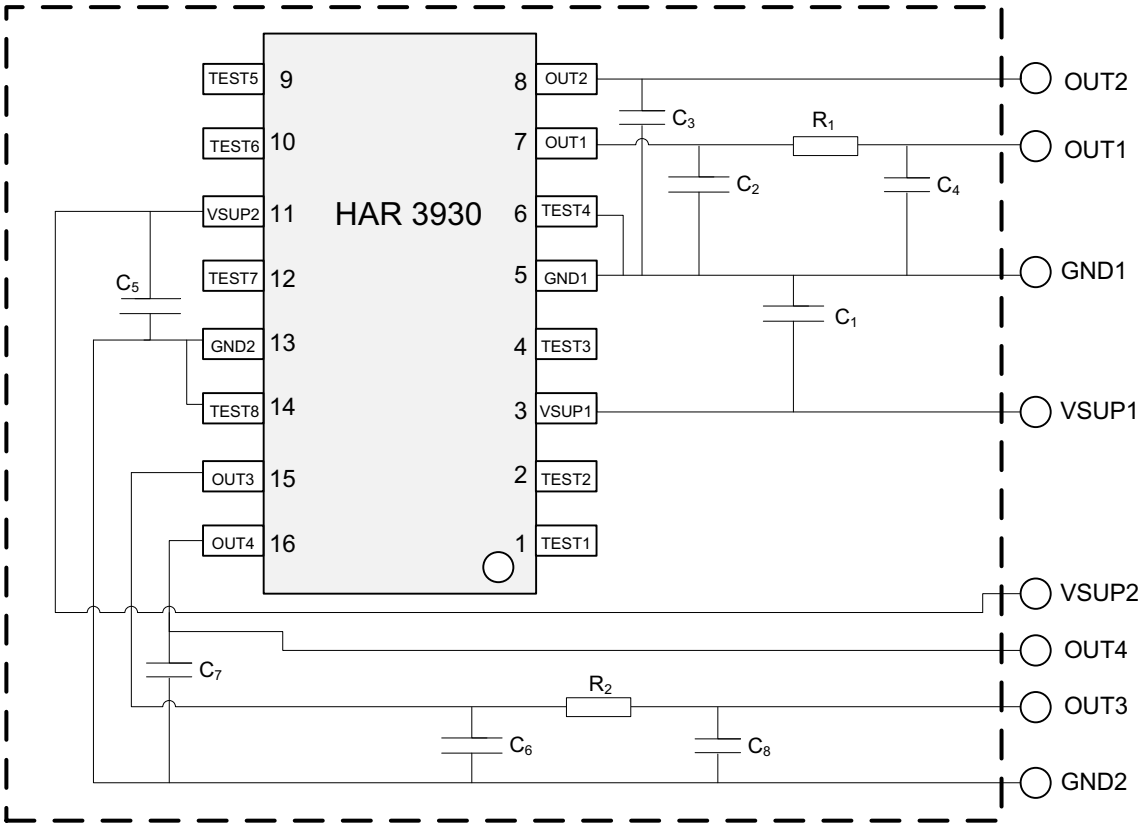 TEST5 9
8 OUT2
OUT2
C3
R1
TEST6 10
7 OUT1
OUT1
C2
C4
VSUP2 11
HAR 3930
6 TEST4
TEST7 12
5 GND1
GND1
C5
C1
GND2 13
4 TEST3
TEST8 14
3 VSUP1
VSUP1
OUT3 15
2 TEST2
OUT4 16
1 TEST1
VSUP2
OUT4
C7
R2
OUT3
C6
C8
GND2